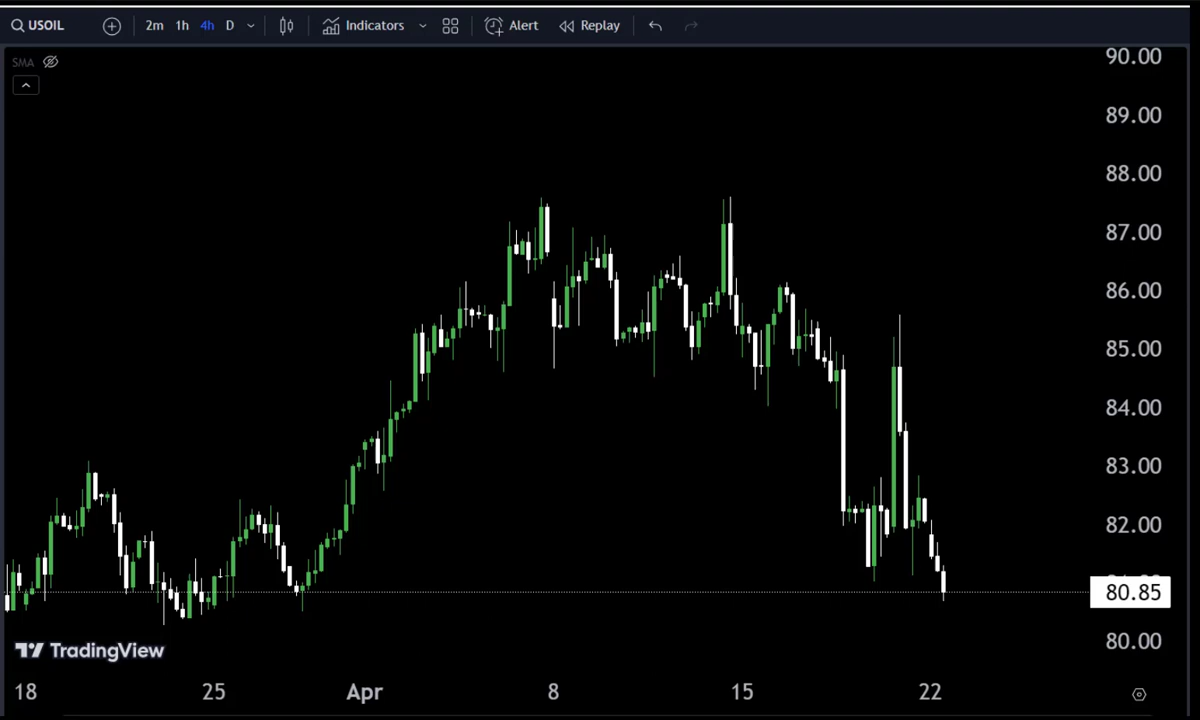 USOIL 2m 1h 4h D Indicators Alert Replay
SMA
90.00
89.00
88.00
87.00
86.00
85.00
84.00
83.00
82.00
80.85
80.00
TradingView
18 25 Apr 8 15 22